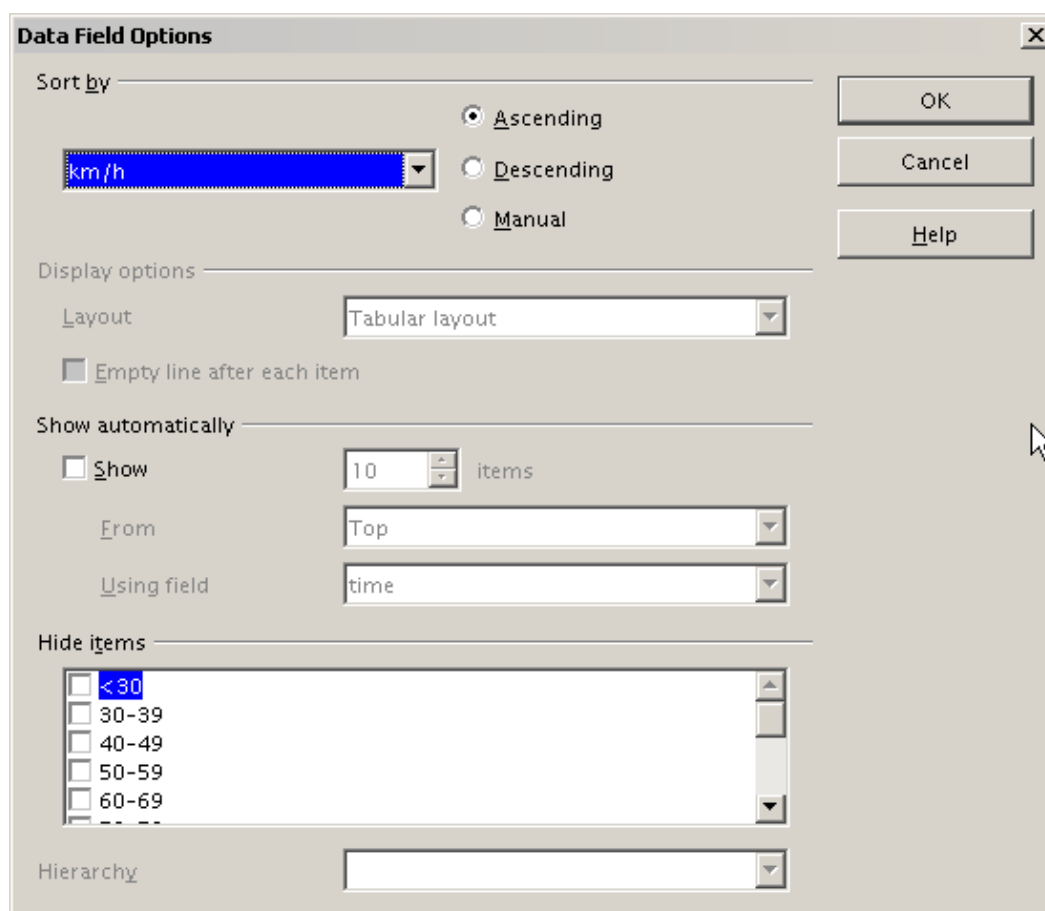 Data Field Options
Sort by
Ascending
km/h
Descending
Manual
OK
Cancel
Help
Display options
Layout
Tabular layout
Empty line after each item
Show automatically
Show
10
items
From
Top
Using field
time
Hide items
<30
30-39
40-49
50-59
60-69
Hierarchy